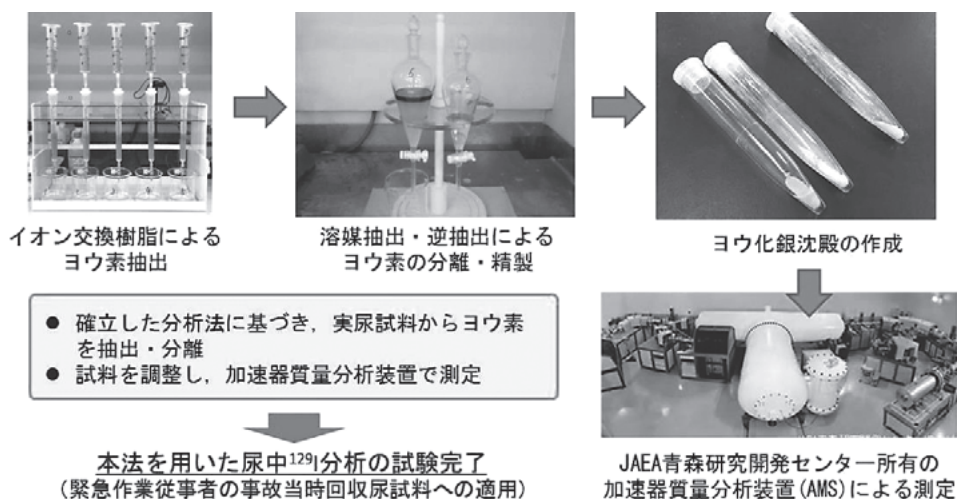 イオン交換樹脂による
ヨウ素抽出
溶媒抽出・逆抽出による
ヨウ素の分離・精製
ヨウ化銀沈殿の作成
● 確立した分析法に基づき，実尿試料からヨウ素
を抽出・分離
● 試料を調整し，加速器質量分析装置で測定
本法を用いた尿中¹²⁹I分析の試験完了
（緊急作業従事者の事故当時回収尿試料への適用）
JAEA青森研究開発センター所有の
加速器質量分析装置(AMS)による測定